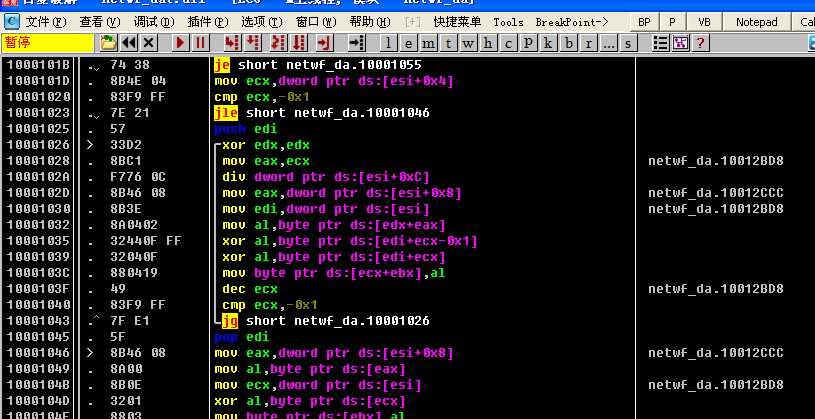 文件(F) 查看(V) 调试(D) 插件(P) 选项(T) 窗口(W) 帮助(H) [+] 快捷菜单 Tools BreakPoint-> BP P VB Notepad
暂停 l e m t w h c p k b z r ... s ?
1000101B . 74 38 je short netwf_da.10001055
1000101D . 8B4E 04 mov ecx,dword ptr ds:[esi+0x4]
10001020 . 83F9 FF cmp ecx,-0x1
10001023 . 7E 21 jle short netwf_da.10001046
10001025 . 57 push edi
10001026 > 33D2 xor edx,edx
10001028 . 8BC1 mov eax,ecx netwf_da.10012BD8
1000102A . F776 0C div dword ptr ds:[esi+0xC]
1000102D . 8B46 08 mov eax,dword ptr ds:[esi+0x8] netwf_da.10012CCC
10001030 . 8B3E mov edi,dword ptr ds:[esi] netwf_da.10012BD8
10001032 . 8A0402 mov al,byte ptr ds:[edx+eax]
10001035 . 32440F FF xor al,byte ptr ds:[edi+ecx-0x1]
10001039 . 32040F xor al,byte ptr ds:[edi+ecx]
1000103C . 880419 mov byte ptr ds:[ecx+ebx],al
1000103F . 49 dec ecx netwf_da.10012BD8
10001040 . 83F9 FF cmp ecx,-0x1
10001043 .^ 7F E1 jg short netwf_da.10001026
10001045 . 5F pop edi
10001046 > 8B46 08 mov eax,dword ptr ds:[esi+0x8] netwf_da.10012CCC
10001049 . 8A00 mov al,byte ptr ds:[eax]
1000104B . 8B0E mov ecx,dword ptr ds:[esi] netwf_da.10012BD8
1000104D . 3201 xor al,byte ptr ds:[ecx]
1000104F . 8803 mov byte ptr ds:[ebx],al